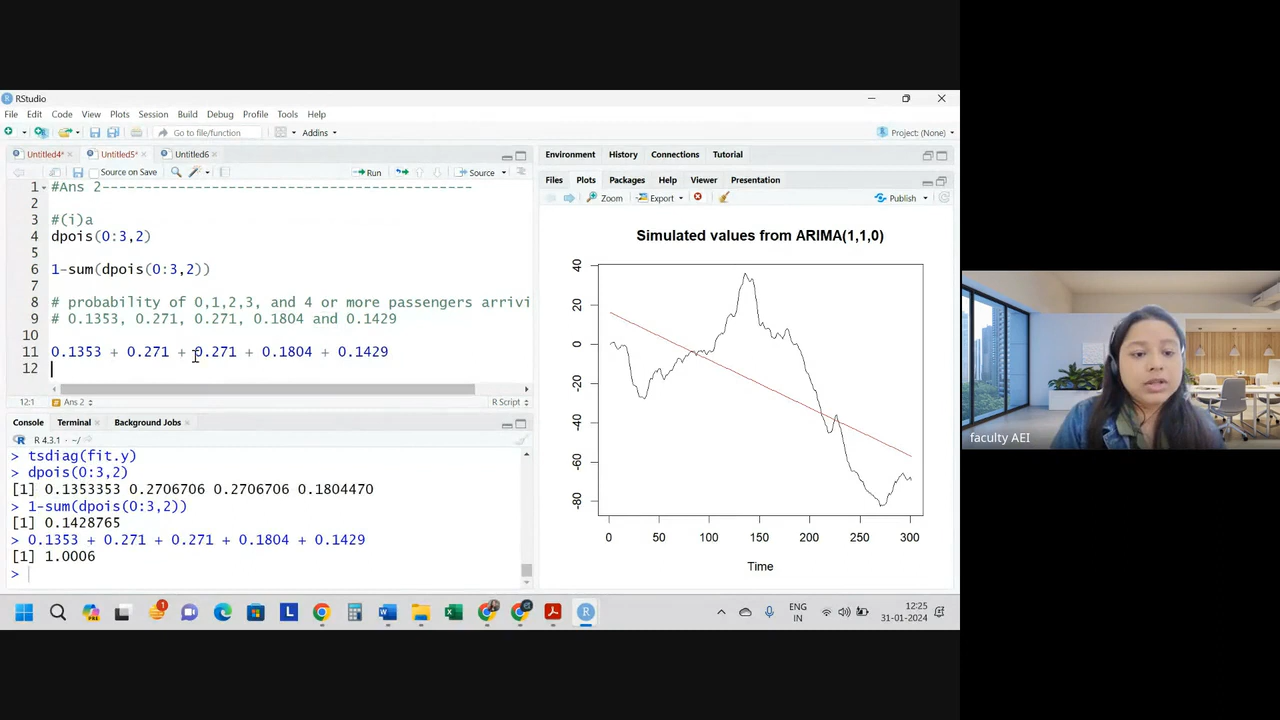 RStudio
File Edit Code View Plots Session Build Debug Profile Tools Help
Go to file/function Addins Project: (None)
Untitled4* Untitled5* Untitled6
Source on Save Run Source
1 #Ans 2--------------------------------------------
2
3 #(i)a
4 dpois(0:3,2)
5
6 1-sum(dpois(0:3,2))
7
8 # probability of 0,1,2,3, and 4 or more passengers arrivi
9 # 0.1353, 0.271, 0.271, 0.1804 and 0.1429
10
11 0.1353 + 0.271 + 0.271 + 0.1804 + 0.1429
12
12:1 Ans 2 R Script
Console Terminal Background Jobs
R 4.3.1 · ~/
> tsdiag(fit.y)
> dpois(0:3,2)
[1] 0.1353353 0.2706706 0.2706706 0.1804470
> 1-sum(dpois(0:3,2))
[1] 0.1428765
> 0.1353 + 0.271 + 0.271 + 0.1804 + 0.1429
[1] 1.0006
>
Environment History Connections Tutorial
Files Plots Packages Help Viewer Presentation
Zoom Export Publish
Simulated values from ARIMA(1,1,0)
40
20
0
-20
-40
-60
-80
0 50 100 150 200 250 300
Time
faculty AEI
ENG
IN
12:25
31-01-2024